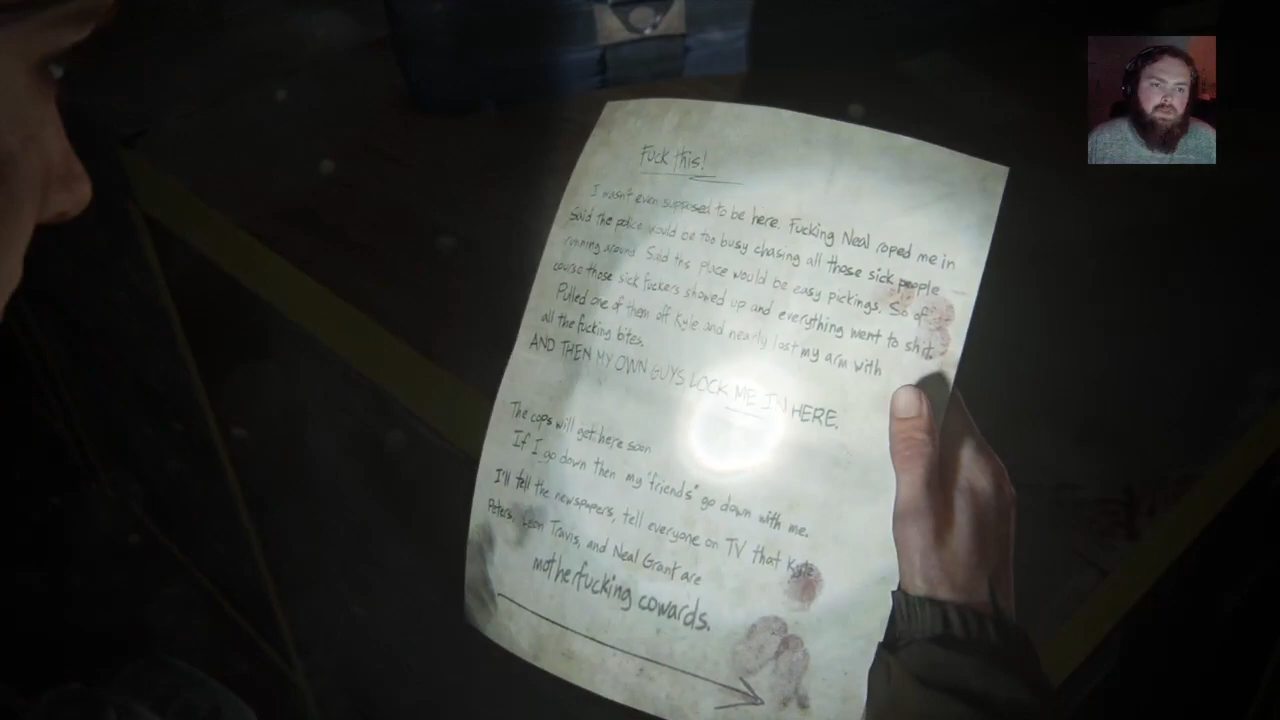 Fuck this!
I wasn't even supposed to be here. Fucking Neal roped me in
Said the police would be too busy chasing all those sick people
running around. Said this place would be easy pickings. So of
course those sick fuckers showed up and everything went to shit.
Pulled one of them off Kyle and nearly lost my arm with
all the fucking bites.
AND THEN MY OWN GUYS LOCK ME IN HERE.
The cops will get here soon
If I go down then my "friends" go down with me.
I'll tell the newspapers, tell everyone on TV that Kyle
Peters, Leon Travis, and Neal Grant are
motherfucking cowards.